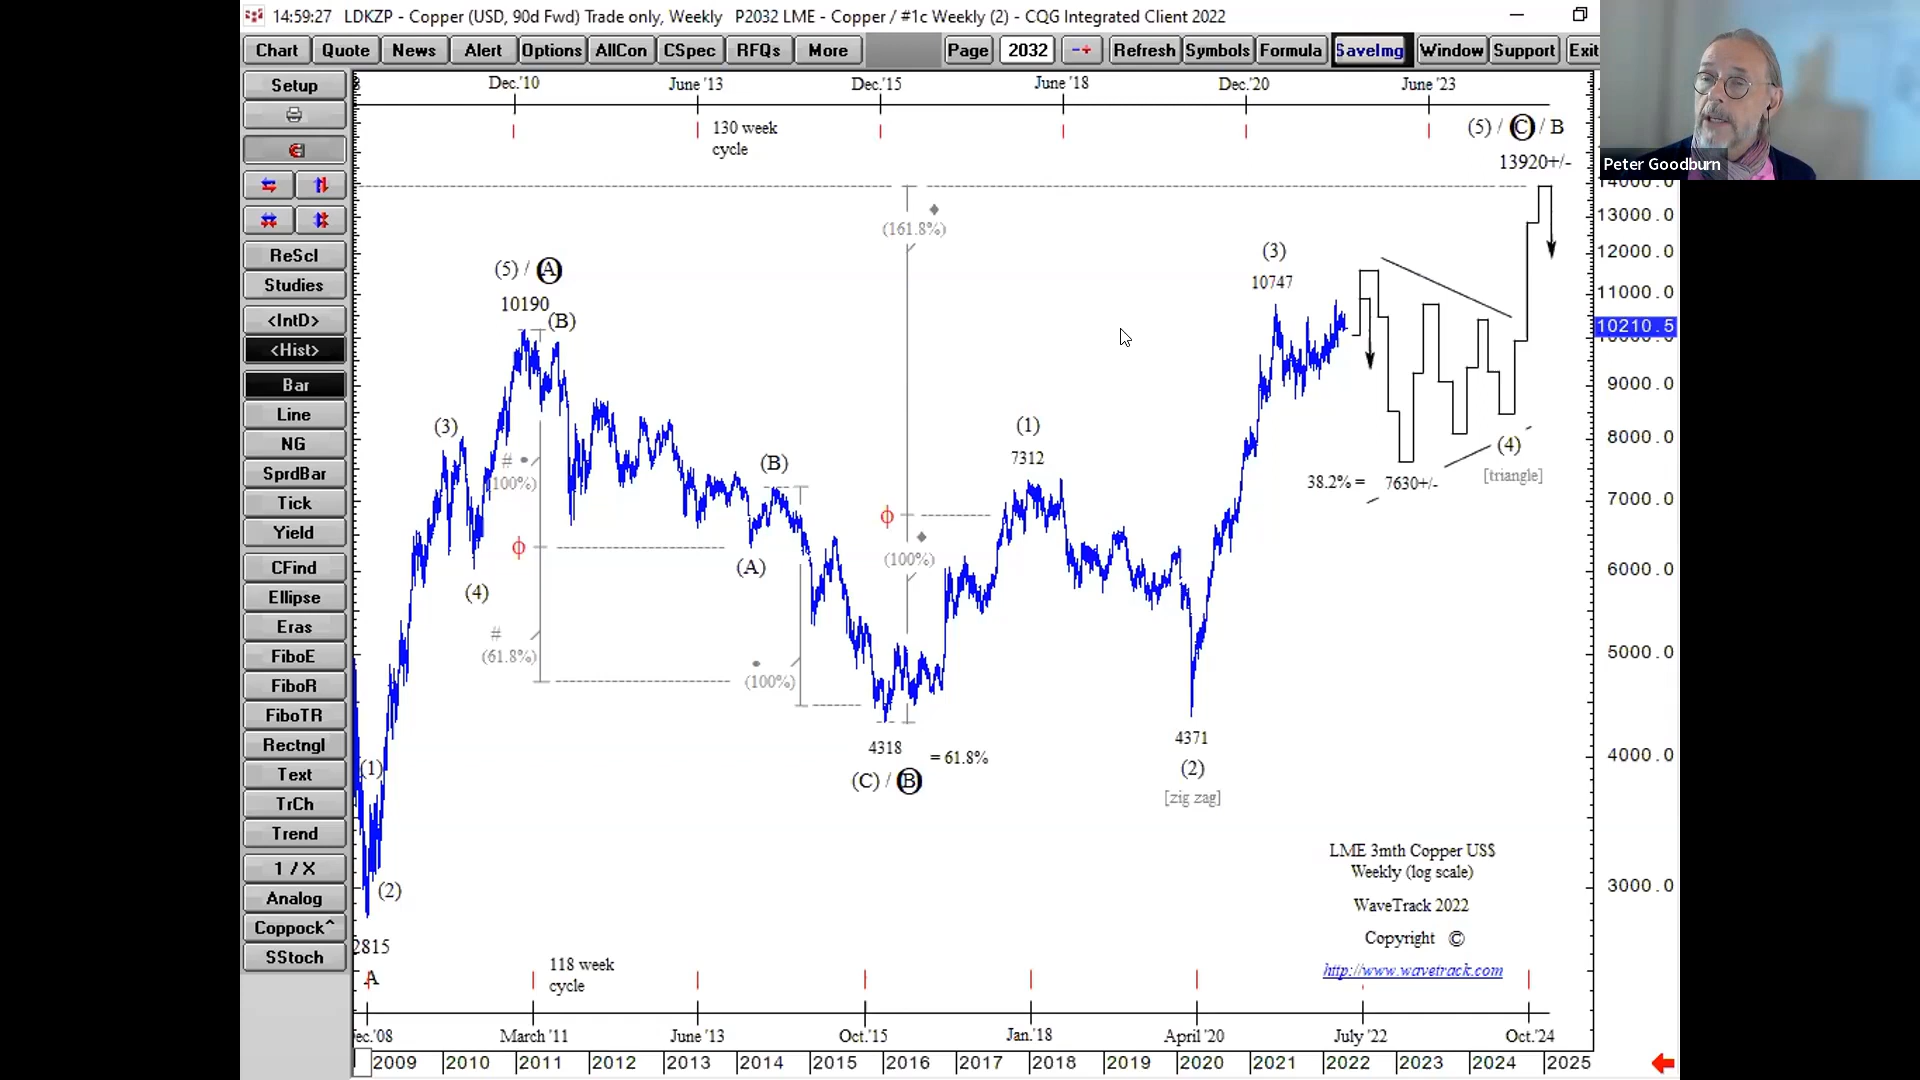 14:59:27 LDKZP - Copper (USD, 90d Fwd) Trade only, Weekly P2032 LME - Copper / #1c Weekly (2) - CQG Integrated Client 2022
Chart Quote News Alert Options AllCon CSpec RFQs More Page 2032 -+ Refresh Symbols Formula SaveImg Window Support Exit
Setup
ReScl
Studies
<IntD>
<Hist>
Bar
Line
NG
SprdBar
Tick
Yield
CFind
Ellipse
Eras
FiboE
FiboR
FiboTR
Rectngl
Text
TrCh
Trend
1 / X
Analog
Coppock^
SStoch
Dec.'10 June '13 Dec.'15 June '18 Dec.'20 June '23
130 week
cycle
(5) / C / B
13920+/-
Peter Goodburn
(161.8%)
(5) / A
10190
(B)
(3)
10747
(3)
(1)
7312
(B)
# •
(100%)
ϕ
(4)
(A)
#
(61.8%)
•
(100%)
ϕ
(100%)
38.2% = 7630+/-
(4)
[triangle]
4318 = 61.8%
(C) / B
4371
(2)
[zig zag]
(1)
(2)
2815
A
118 week
cycle
LME 3mth Copper US$
Weekly (log scale)
WaveTrack 2022
Copyright ©
http://www.wavetrack.com
14000.0
13000.0
12000.0
11000.0
10210.5
10000.0
9000.0
8000.0
7000.0
6000.0
5000.0
4000.0
3000.0
ec.'08 March '11 June '13 Oct.'15 Jan.'18 April '20 July '22 Oct.'24
2009 2010 2011 2012 2013 2014 2015 2016 2017 2018 2019 2020 2021 2022 2023 2024 2025